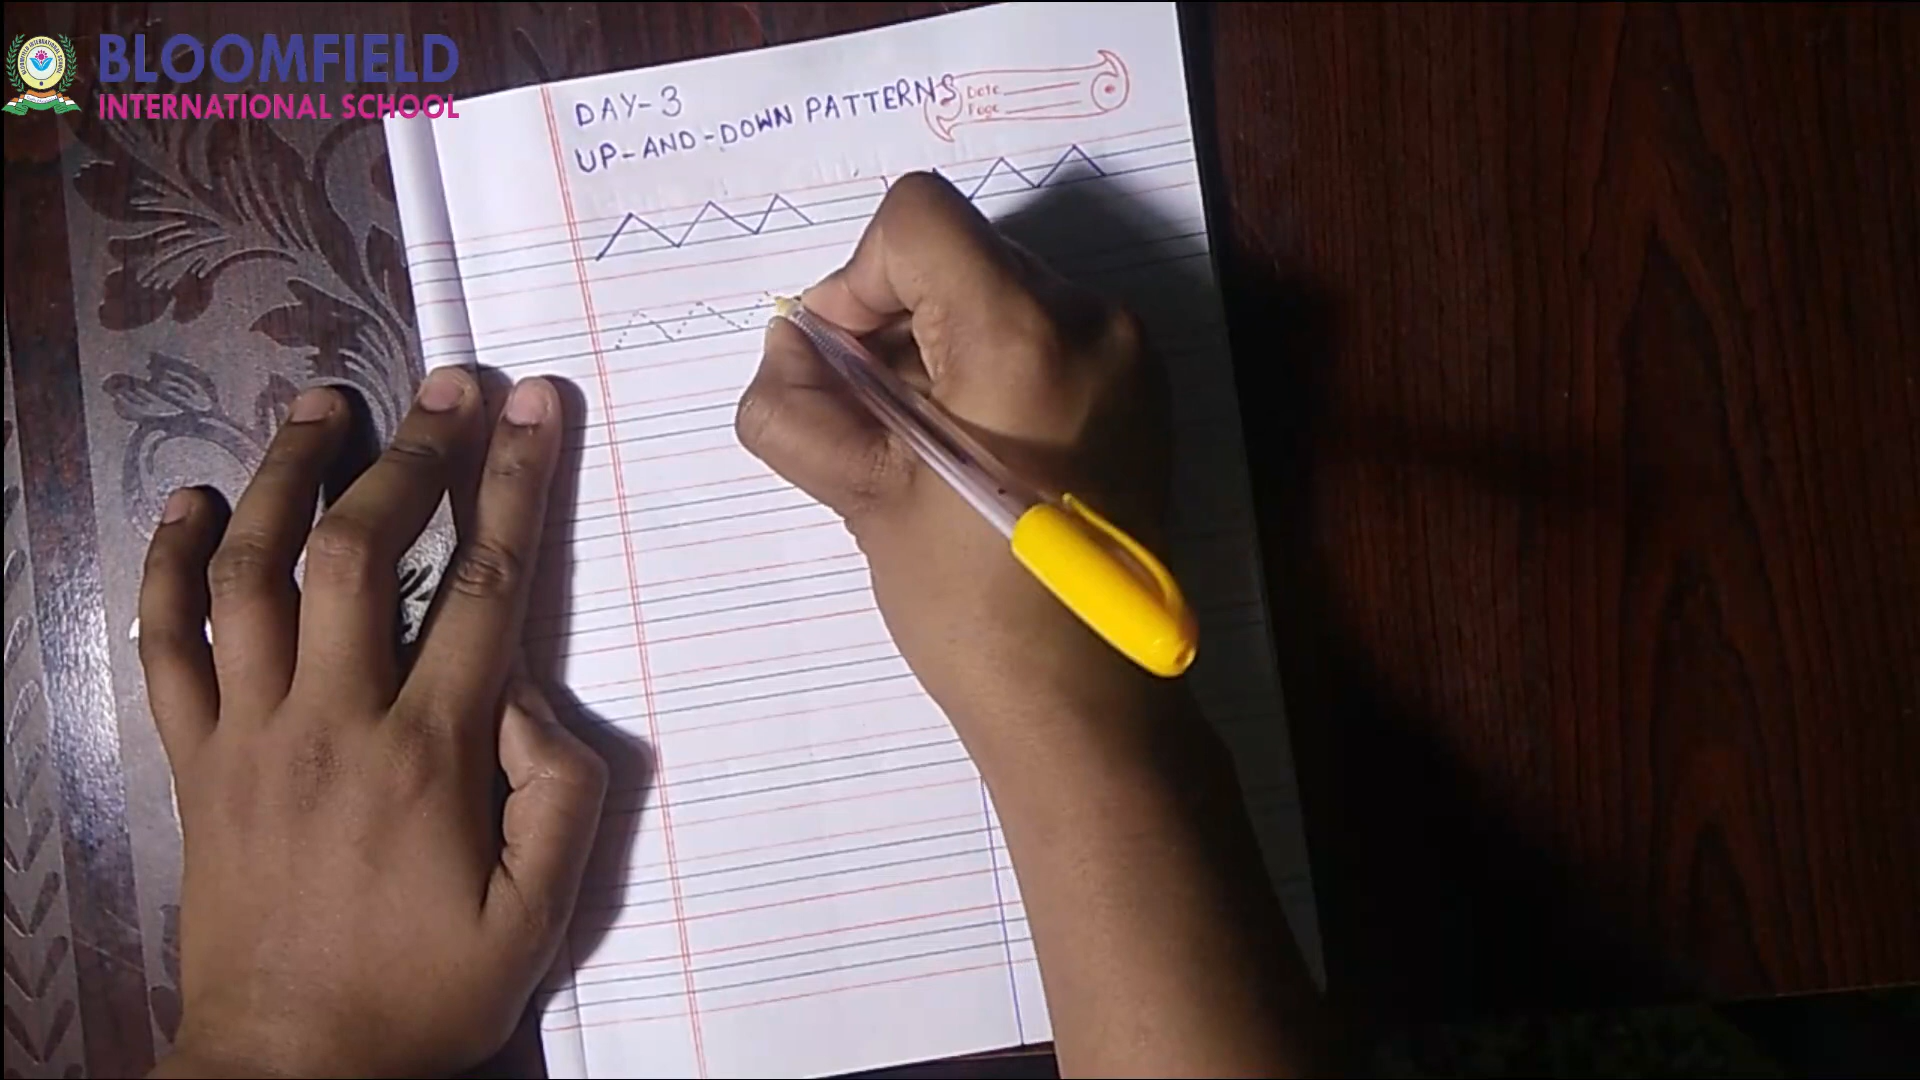 BLOOMFIELD
INTERNATIONAL SCHOOL
DAY-3
UP-AND-DOWN PATTERNS
Date
Page